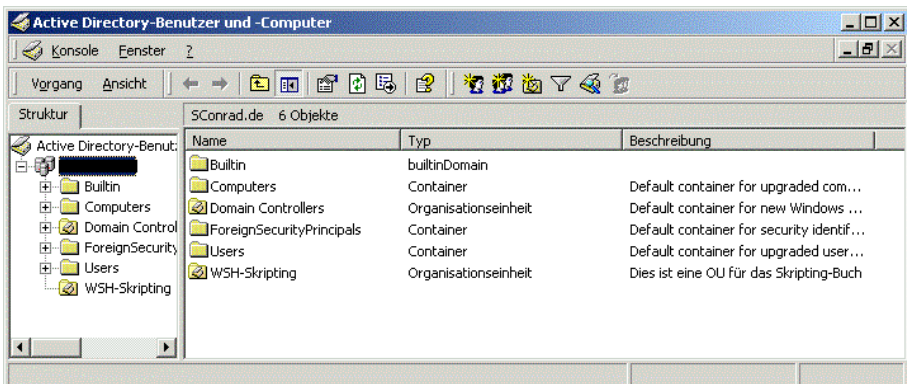 Active Directory-Benutzer und -Computer
Konsole Fenster ?
Vorgang Ansicht
Struktur
SConrad.de 6 Objekte
Active Directory-Benut
Builtin
Computers
Domain Control
ForeignSecurity
Users
WSH-Skripting
Name Typ Beschreibung
Builtin builtinDomain
Computers Container Default container for upgraded com...
Domain Controllers Organisationseinheit Default container for new Windows ...
ForeignSecurityPrincipals Container Default container for security identif...
Users Container Default container for upgraded user...
WSH-Skripting Organisationseinheit Dies ist eine OU für das Skripting-Buch